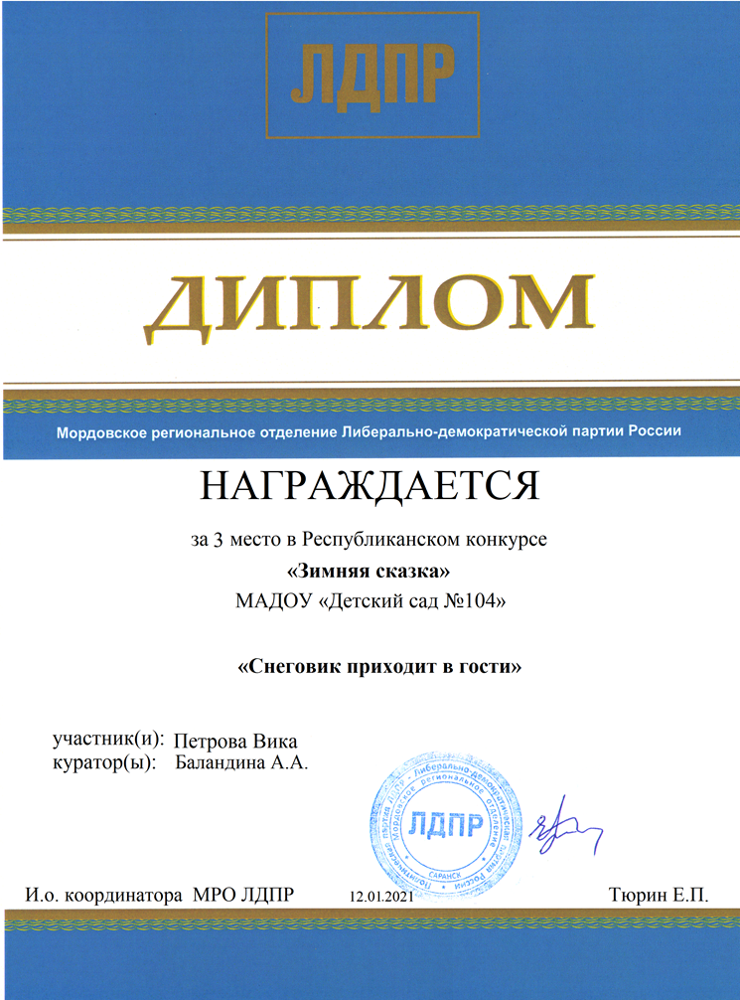 ЛДПР
ДИПЛОМ
Мордовское региональное отделение Либерально-демократической партии России
НАГРАЖДАЕТСЯ
за 3 место в Республиканском конкурсе
«Зимняя сказка»
МАДОУ «Детский сад №104»
«Снеговик приходит в гости»
участник(и): Петрова Вика
куратор(ы): Баландина А.А.
Политическая партия ЛДПР - Либерально-демократическая партия России
Мордовское региональное отделение
ЛДПР
САРАНСК
И.о. координатора МРО ЛДПР 12.01.2021 Тюрин Е.П.